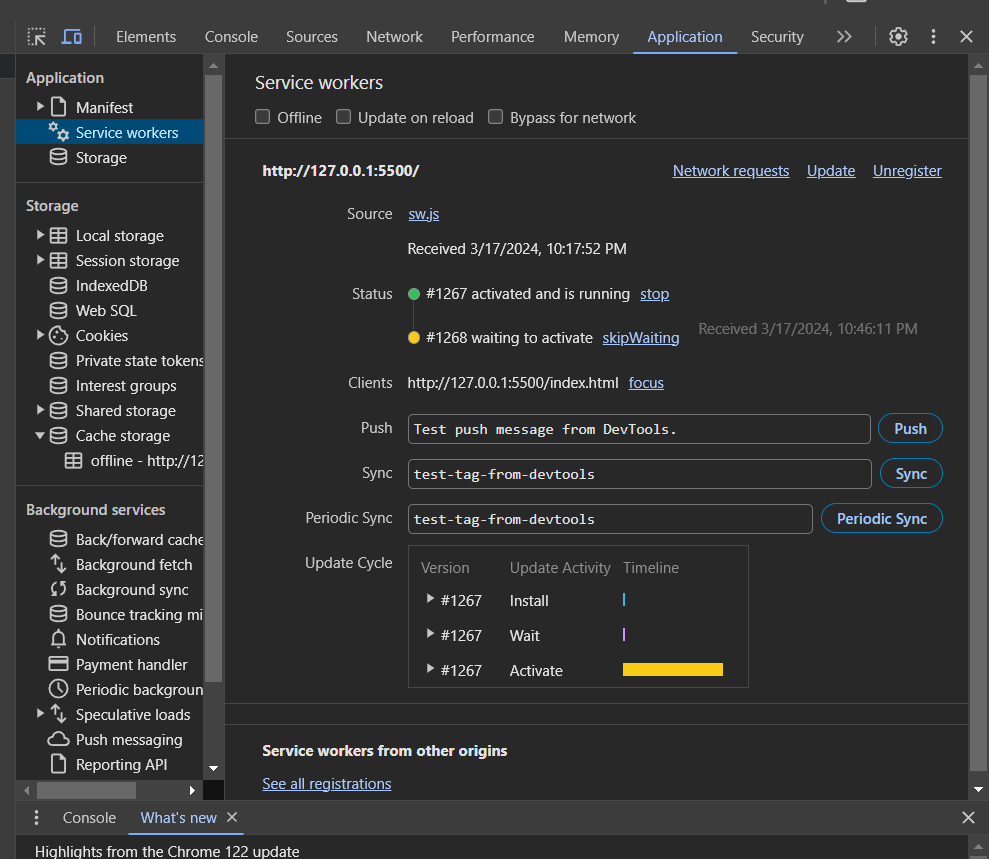 Elements Console Sources Network Performance Memory Application Security
Application
Manifest
Service workers
Storage
Storage
Local storage
Session storage
IndexedDB
Web SQL
Cookies
Private state tokens
Interest groups
Shared storage
Cache storage
offline - http://12
Background services
Back/forward cache
Background fetch
Background sync
Bounce tracking mi
Notifications
Payment handler
Periodic backgroun
Speculative loads
Push messaging
Reporting API
Service workers
Offline Update on reload Bypass for network
http://127.0.0.1:5500/ Network requests Update Unregister
Source sw.js
Received 3/17/2024, 10:17:52 PM
Status #1267 activated and is running stop
#1268 waiting to activate skipWaiting Received 3/17/2024, 10:46:11 PM
Clients http://127.0.0.1:5500/index.html focus
Push Test push message from DevTools. Push
Sync test-tag-from-devtools Sync
Periodic Sync test-tag-from-devtools Periodic Sync
Update Cycle Version Update Activity Timeline
#1267 Install
#1267 Wait
#1267 Activate
Service workers from other origins
See all registrations
Console What's new
Highlights from the Chrome 122 update